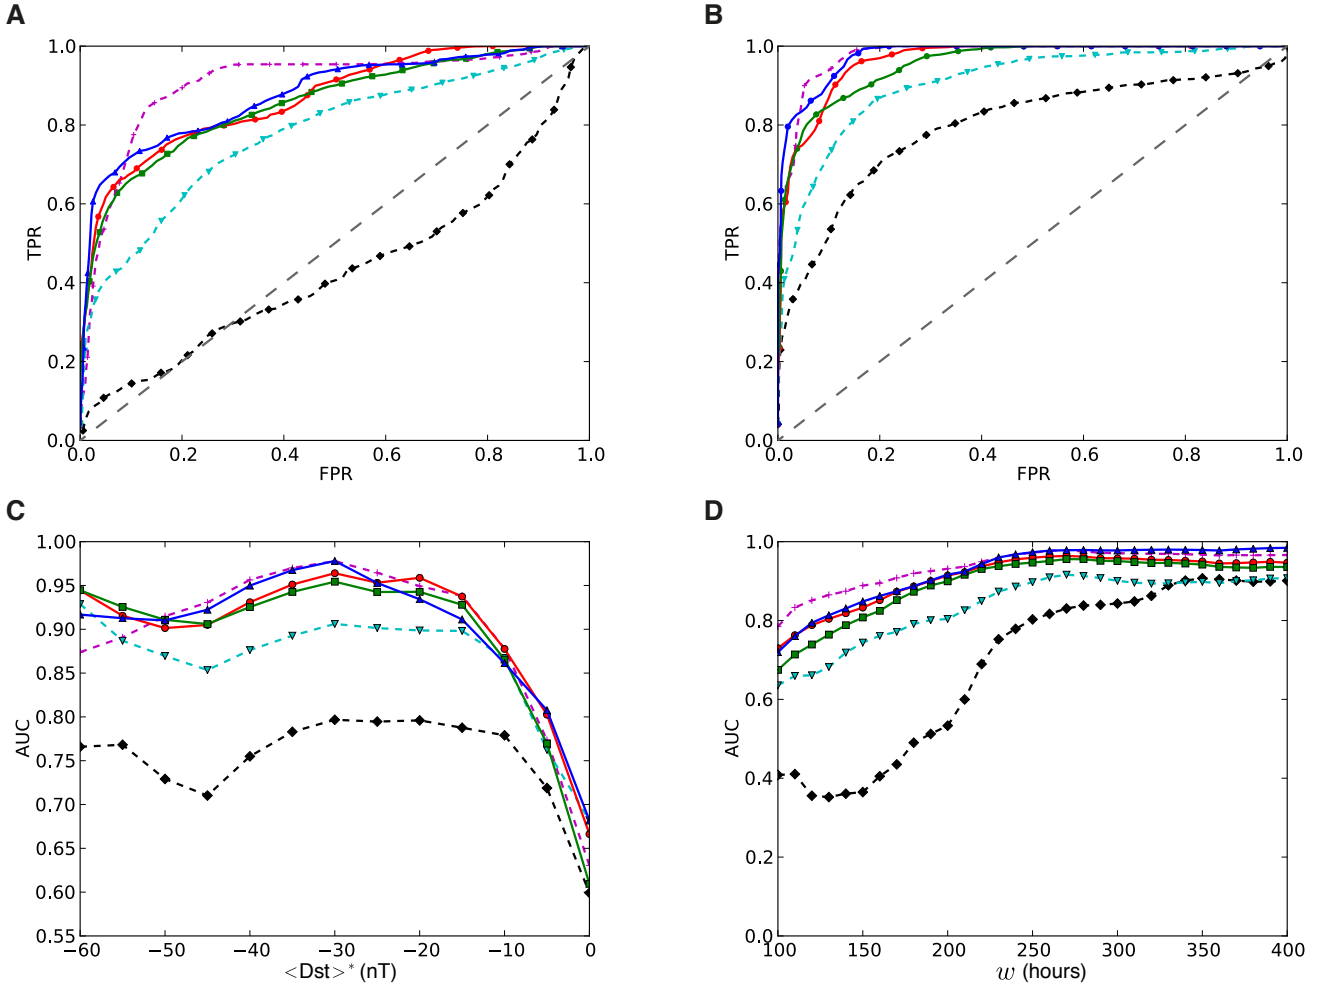 A
B
1.0
0.8
0.6
0.4
0.2
0.0
TPR
0.0 0.2 0.4 0.6 0.8 1.0
FPR
1.0
0.8
0.6
0.4
0.2
0.0
TPR
0.0 0.2 0.4 0.6 0.8 1.0
FPR
C
D
1.00
0.95
0.90
0.85
0.80
0.75
0.70
0.65
0.60
0.55
AUC
−60 −50 −40 −30 −20 −10 0
<Dst>* (nT)
1.0
0.8
0.6
0.4
0.2
0.0
AUC
100 150 200 250 300 350 400
w (hours)